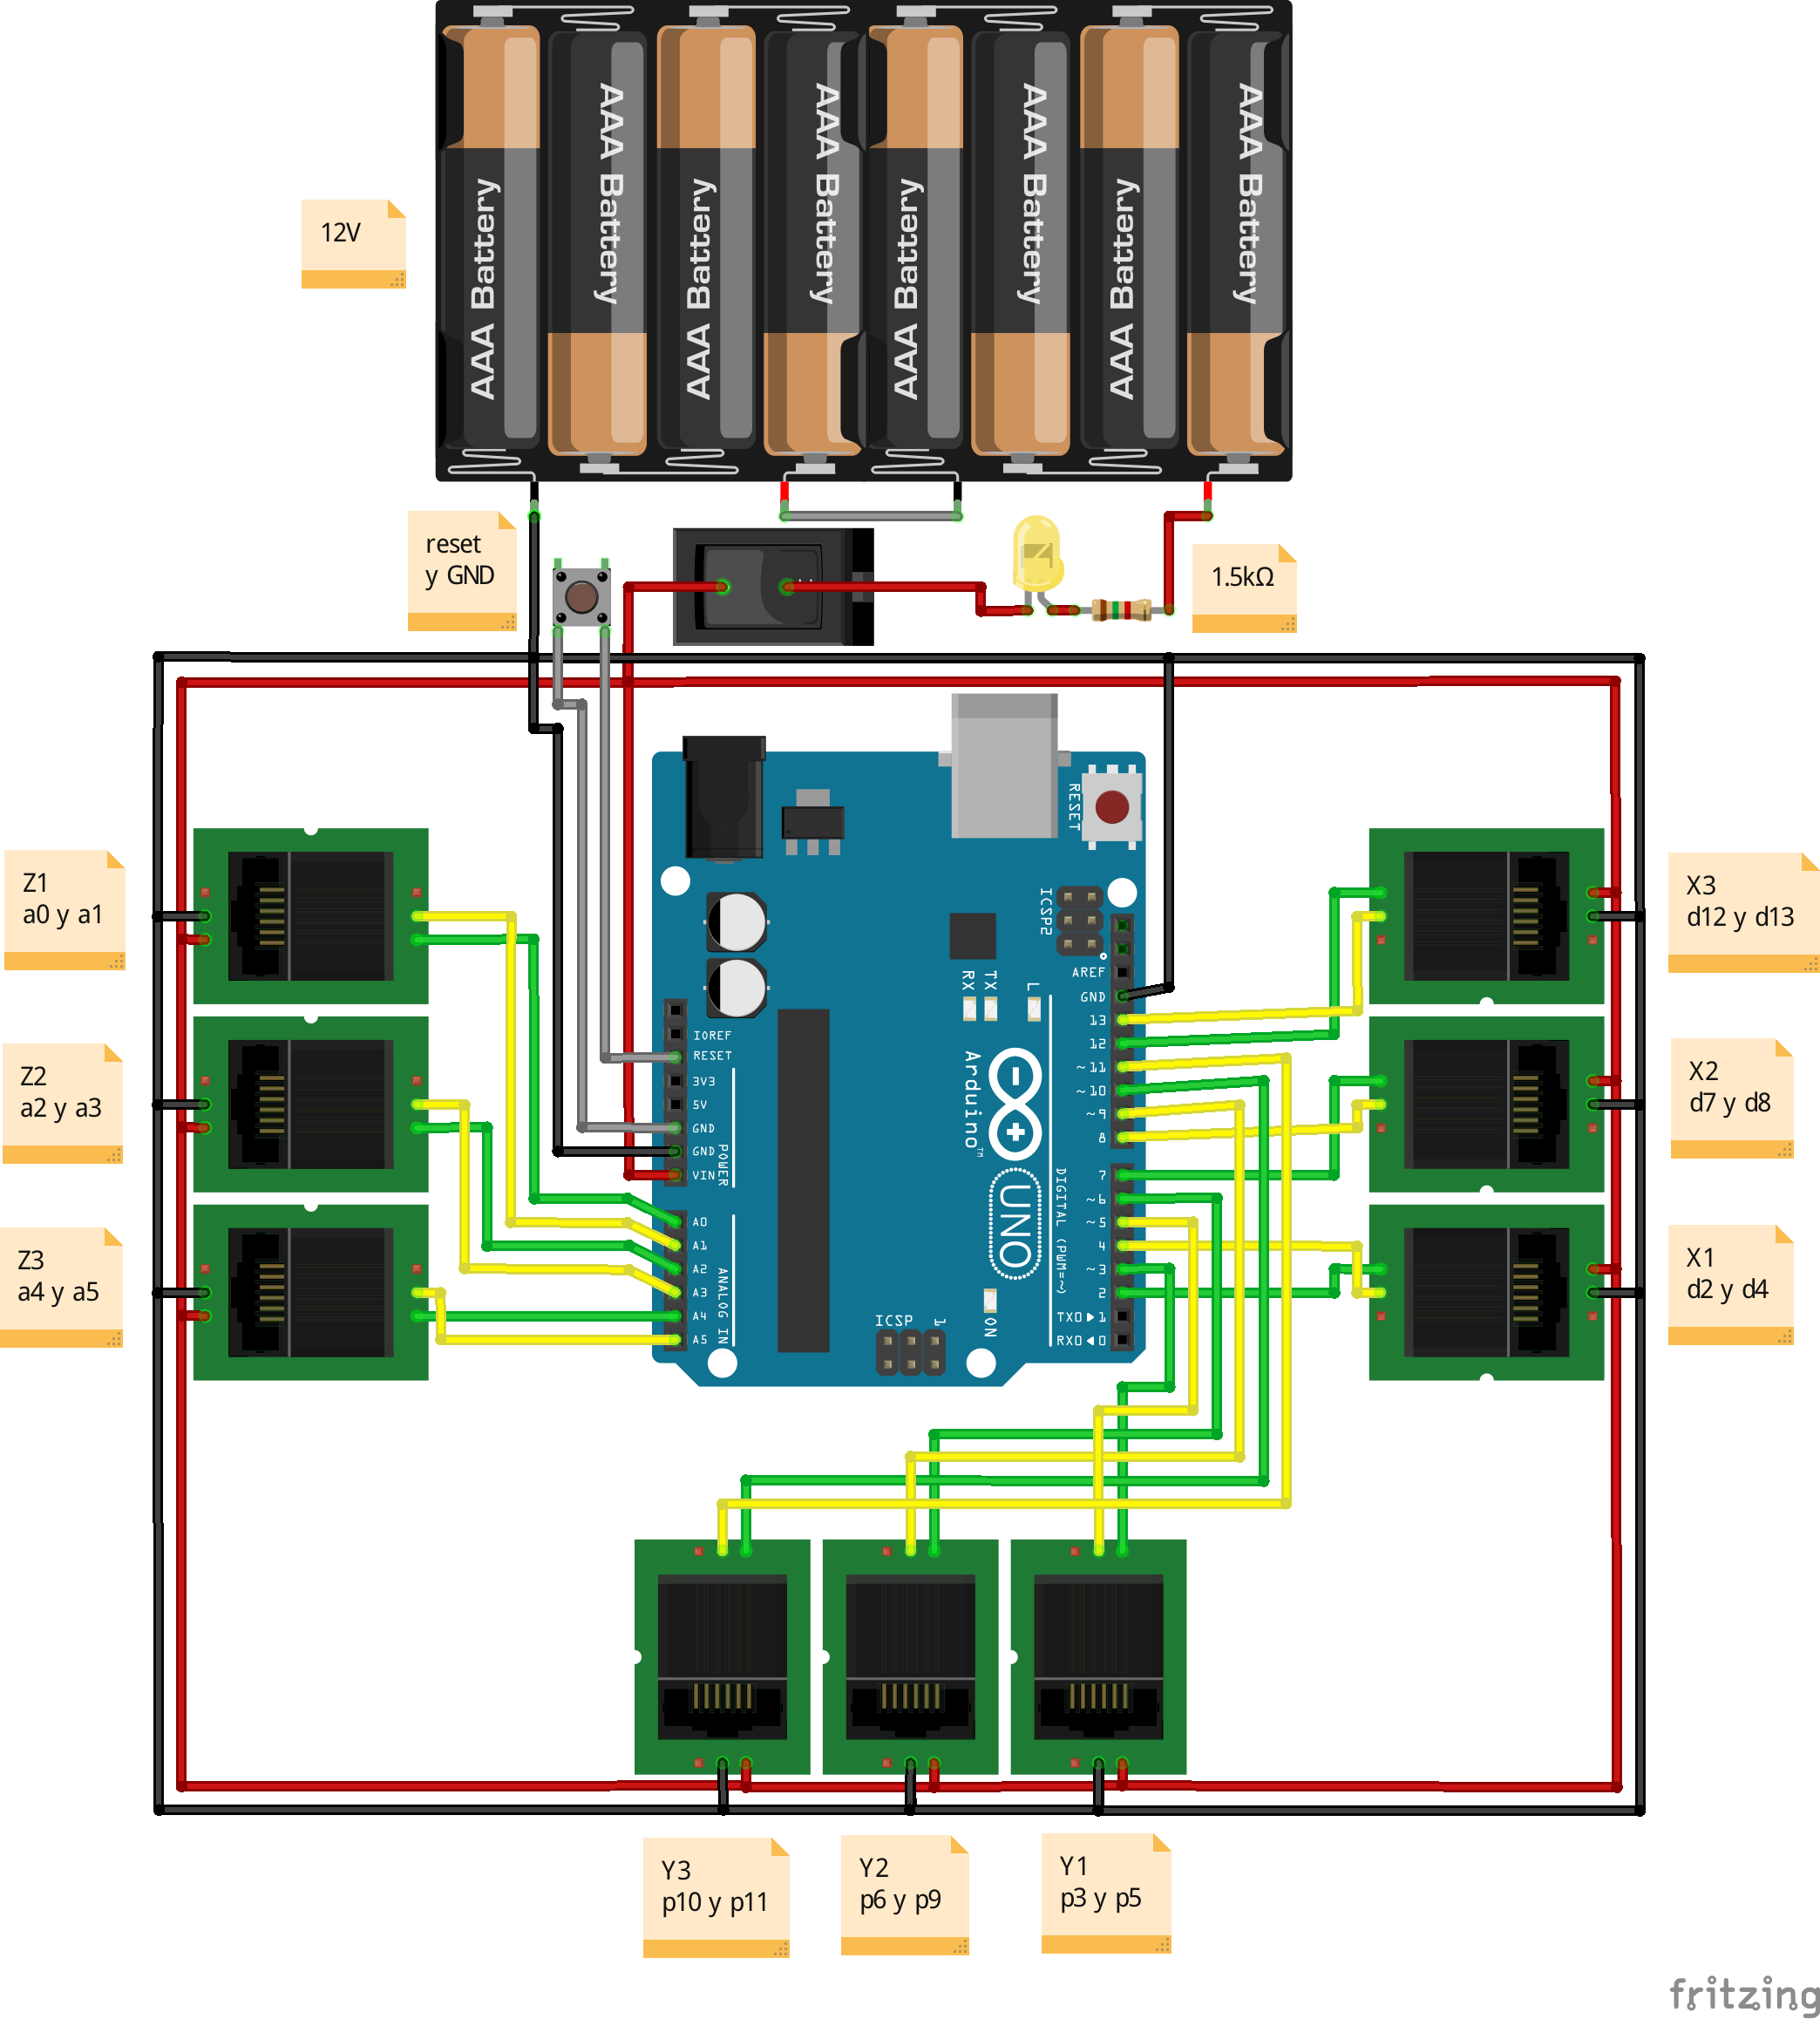 AAA Battery
AAA Battery
AAA Battery
AAA Battery
AAA Battery
AAA Battery
AAA Battery
AAA Battery
12V
reset
y GND
1.5kΩ
RESET
ICSP2
Z1
a0 y a1
X3
d12 y d13
RX
TX
L
AREF
GND
13
12
~11
~10
~9
8
IOREF
RESET
3V3
5V
GND
GND
VIN
POWER
Arduino™
UNO
Z2
a2 y a3
X2
d7 y d8
7
~6
~5
4
~3
2
TX0▶1
RX0◀0
DIGITAL (PWM=~)
A0
A1
A2
A3
A4
A5
ANALOG IN
Z3
a4 y a5
X1
d2 y d4
ICSP
1
ON
Y3
p10 y p11
Y2
p6 y p9
Y1
p3 y p5
fritzing